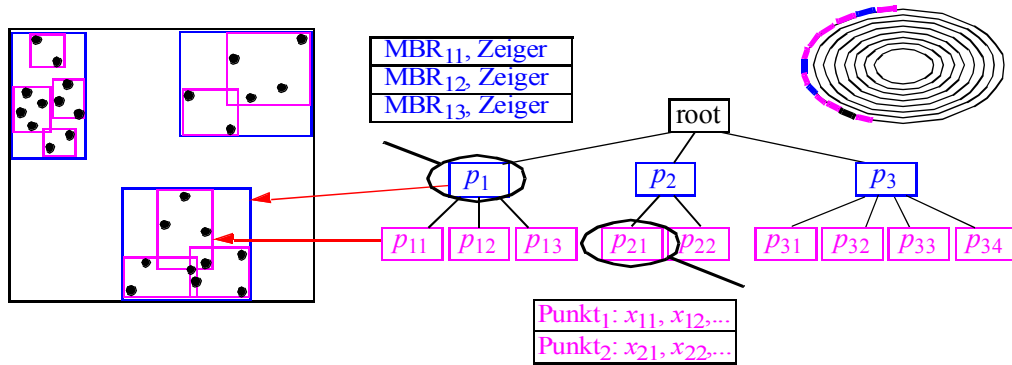 MBR11, Zeiger
MBR12, Zeiger
MBR13, Zeiger
root
p1 p2 p3
p11 p12 p13 p21 p22 p31 p32 p33 p34
Punkt1: x11, x12,...
Punkt2: x21, x22,...